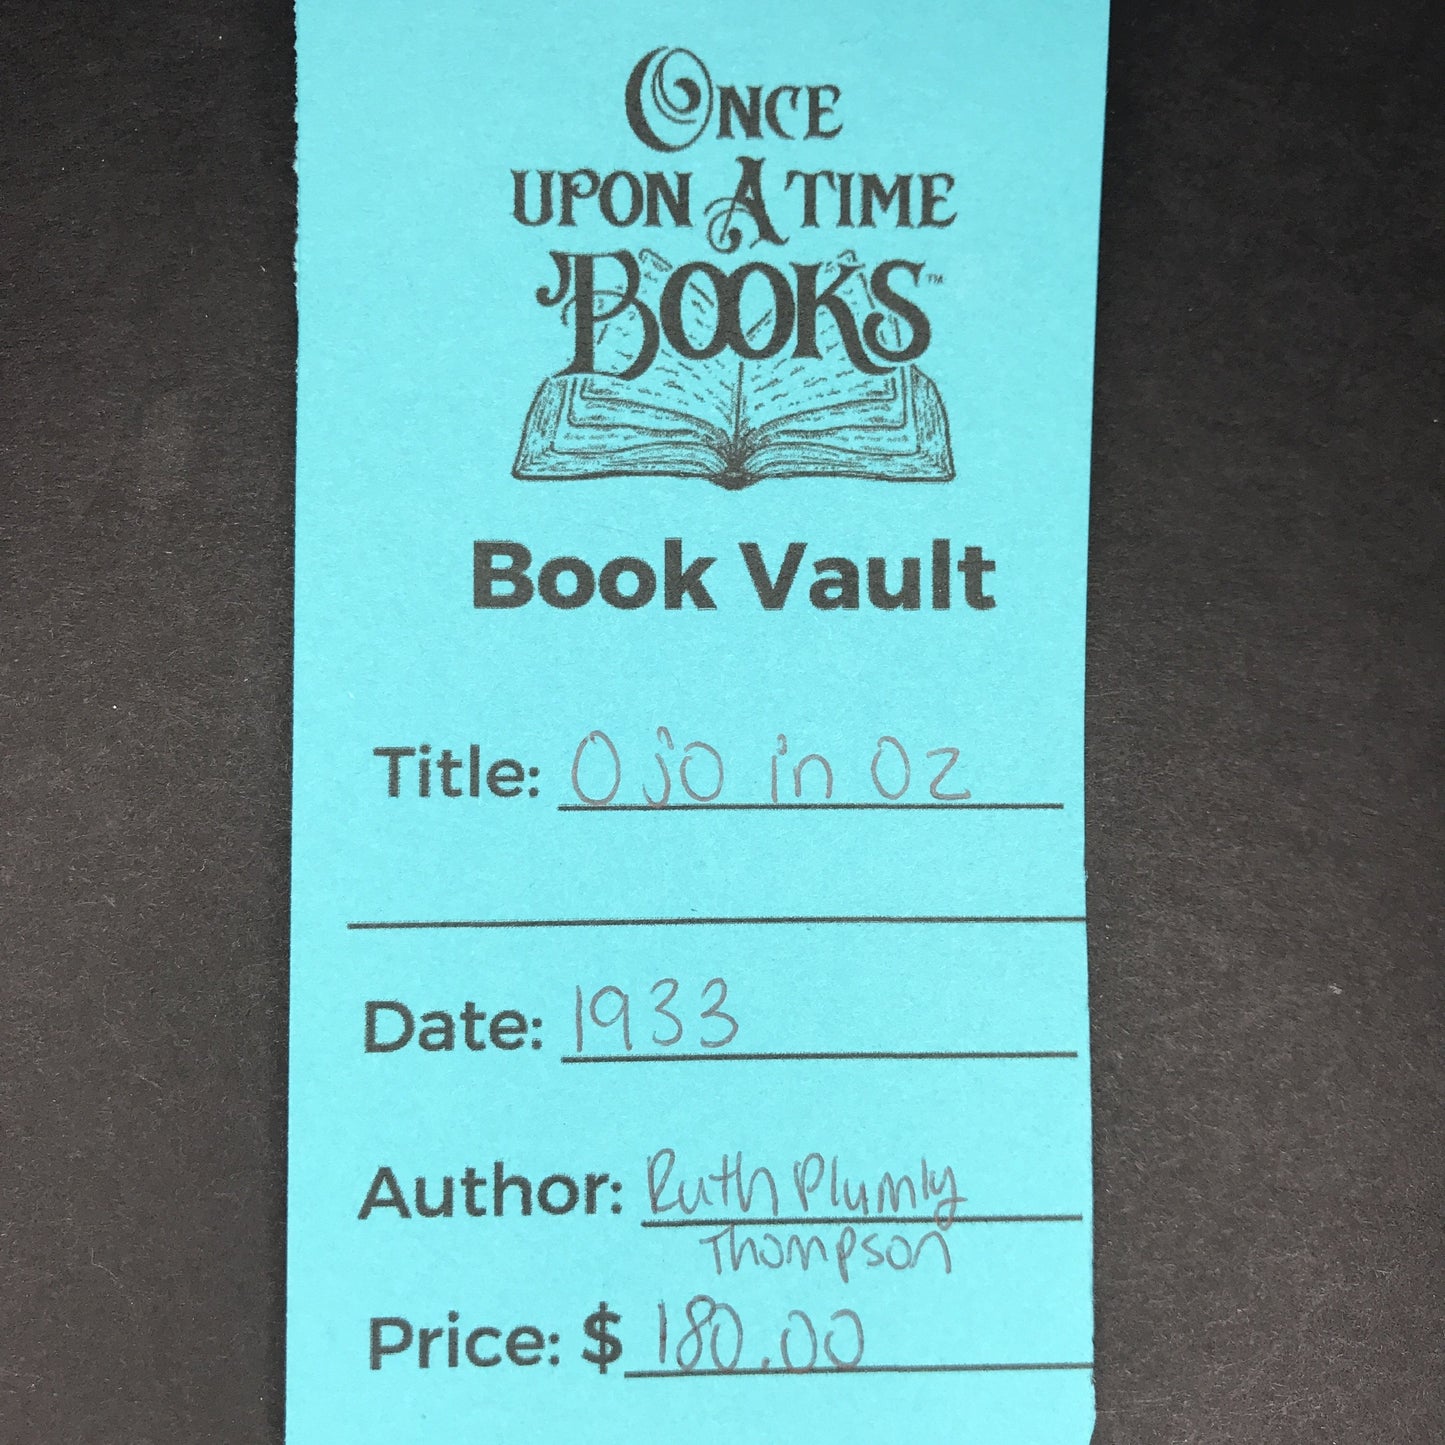 ONCE
UPON A TIME
BOOKS™
Book Vault
Title: Ojo in Oz
Date: 1933
Author: Ruth Plumly
Thompson
Price: $ 180.00